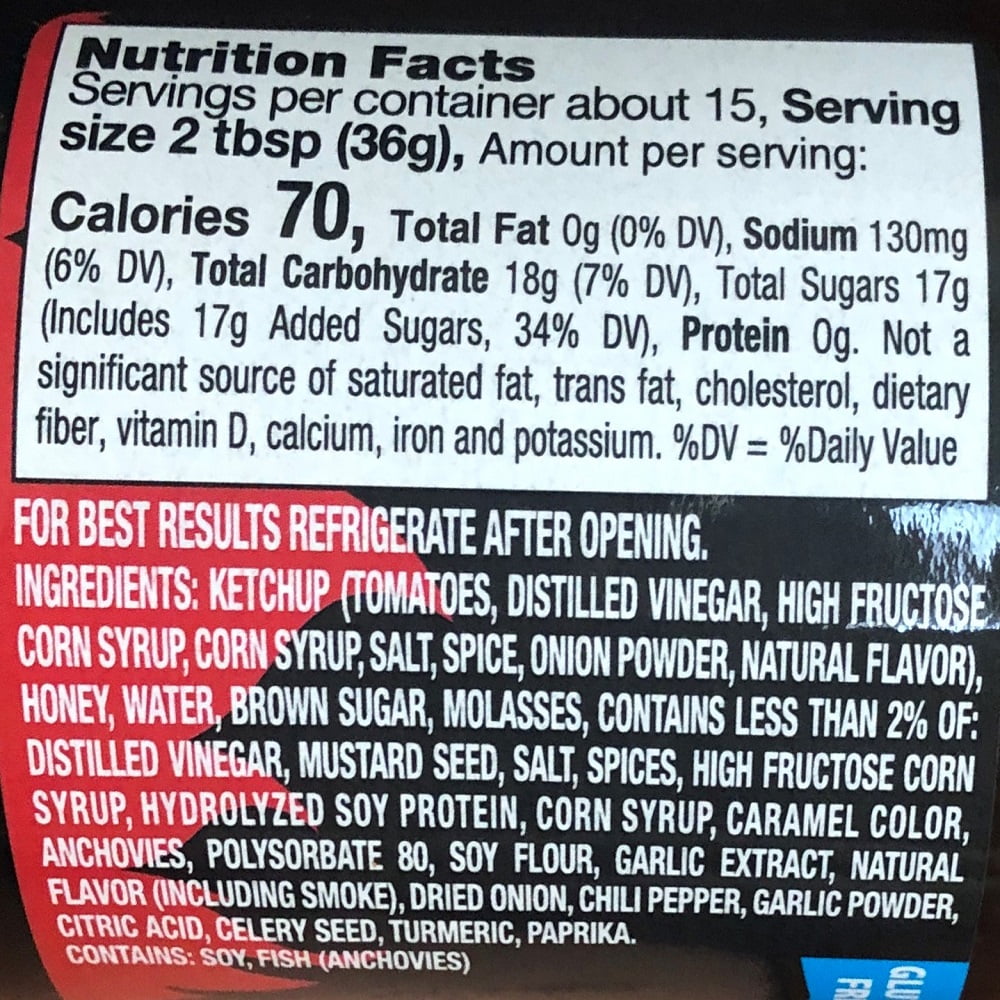 Nutrition Facts
Servings per container about 15, Serving
size 2 tbsp (36g), Amount per serving:
Calories 70, Total Fat 0g (0% DV), Sodium 130mg
(6% DV), Total Carbohydrate 18g (7% DV), Total Sugars 17g
(Includes 17g Added Sugars, 34% DV), Protein 0g. Not a
significant source of saturated fat, trans fat, cholesterol, dietary
fiber, vitamin D, calcium, iron and potassium. %DV = %Daily Value
FOR BEST RESULTS REFRIGERATE AFTER OPENING.
INGREDIENTS: KETCHUP (TOMATOES, DISTILLED VINEGAR, HIGH FRUCTOSE
CORN SYRUP, CORN SYRUP, SALT, SPICE, ONION POWDER, NATURAL FLAVOR),
HONEY, WATER, BROWN SUGAR, MOLASSES, CONTAINS LESS THAN 2% OF:
DISTILLED VINEGAR, MUSTARD SEED, SALT, SPICES, HIGH FRUCTOSE CORN
SYRUP, HYDROLYZED SOY PROTEIN, CORN SYRUP, CARAMEL COLOR,
ANCHOVIES, POLYSORBATE 80, SOY FLOUR, GARLIC EXTRACT, NATURAL
FLAVOR (INCLUDING SMOKE), DRIED ONION, CHILI PEPPER, GARLIC POWDER,
CITRIC ACID, CELERY SEED, TURMERIC, PAPRIKA.
CONTAINS: SOY, FISH (ANCHOVIES)